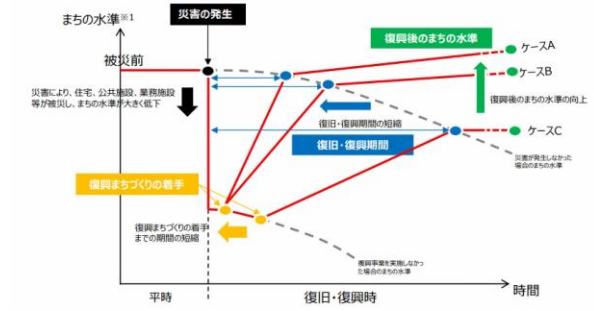 まちの水準※1
災害の発生
被災前
災害により、住宅、公共施設、業務施設
等が被災し、まちの水準が大きく低下
復興後のまちの水準
ケースA
ケースB
復興後のまちの水準の向上
復旧・復興期間の短縮
復旧・復興期間
ケースC
災害が発生しなかった
場合のまちの水準
復興まちづくりの着手
復興まちづくりの着手
までの期間の短縮
復興事業を実施しなかっ
た場合のまちの水準
時間
平時
復旧・復興時